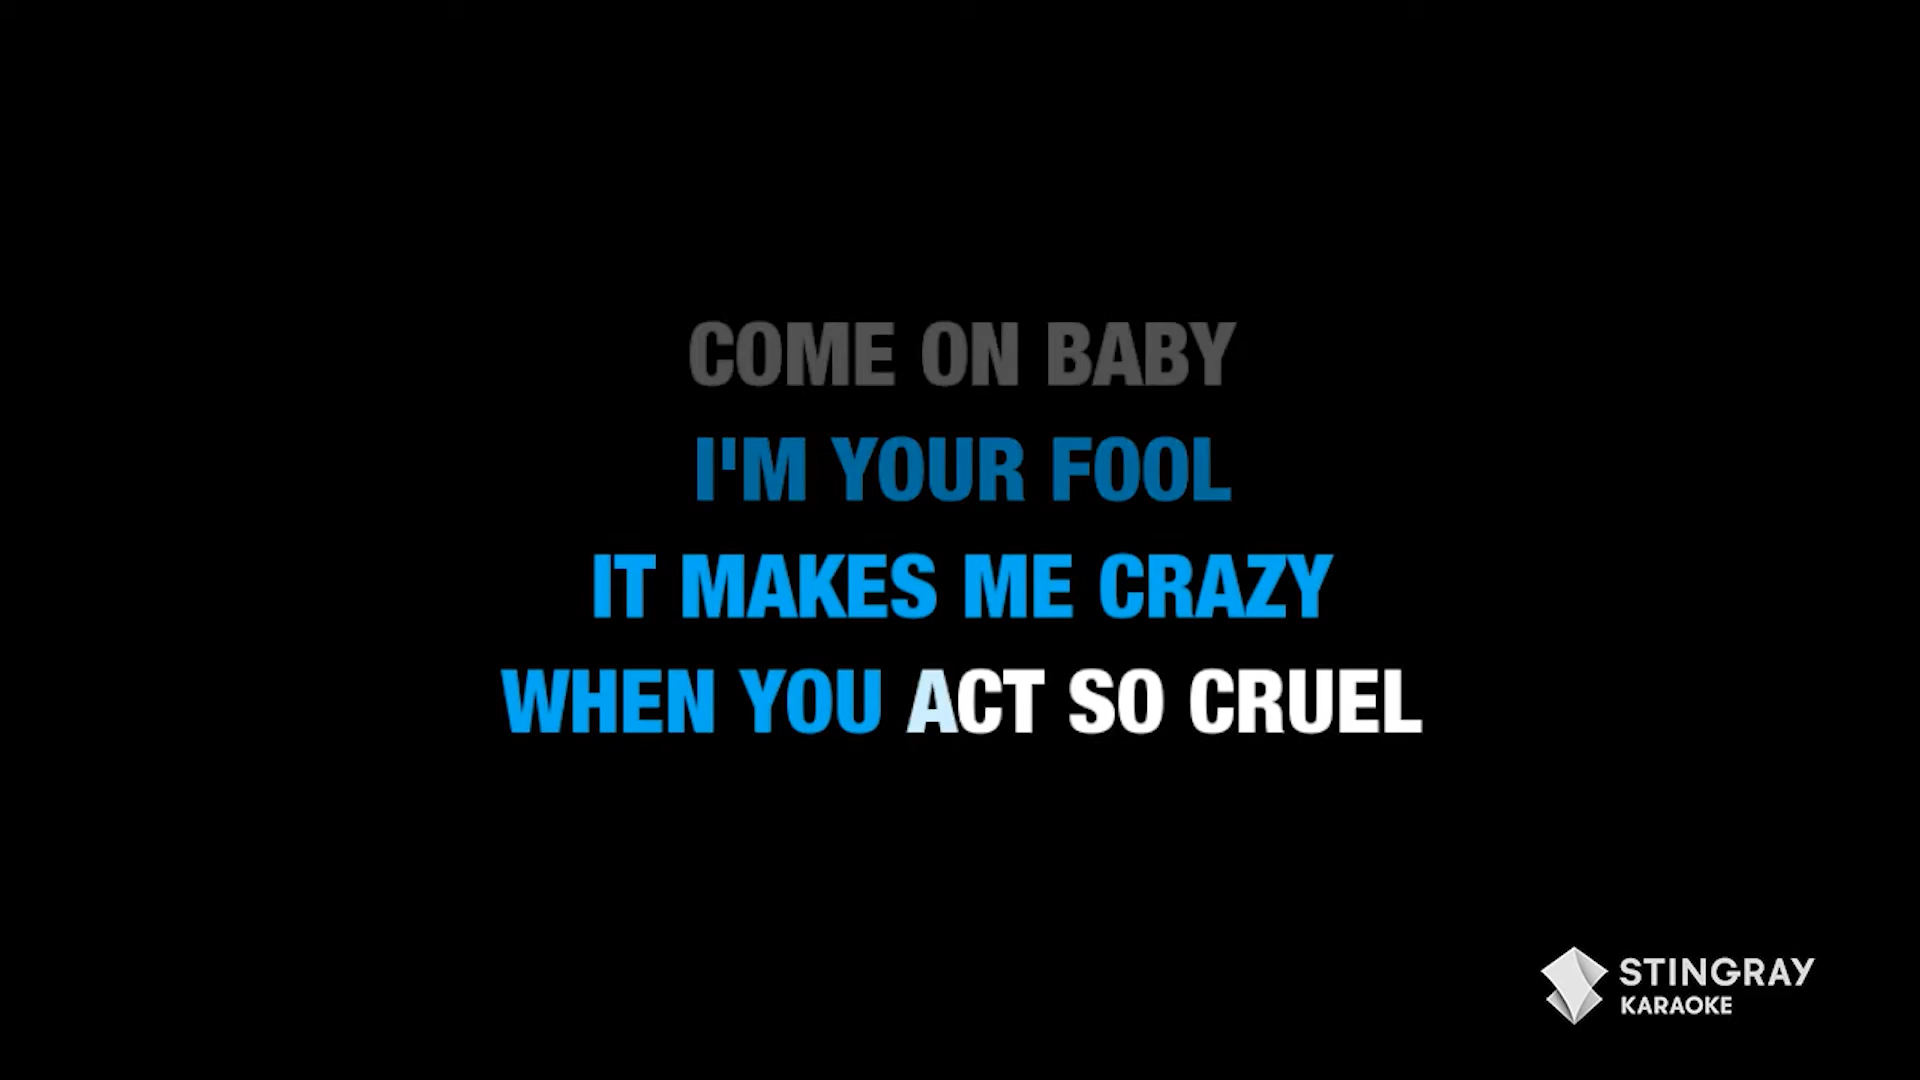 COME ON BABY
I'M YOUR FOOL
IT MAKES ME CRAZY
WHEN YOU ACT SO CRUEL
STINGRAY
KARAOKE